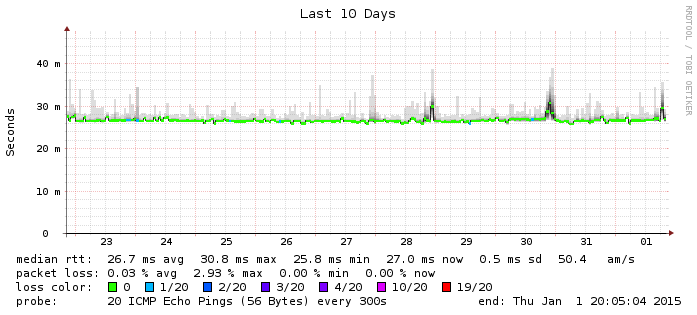 Last 10 Days
RRDTOOL / TOBI OETIKER
Seconds
40 m
30 m
20 m
10 m
0
23 24 25 26 27 28 29 30 31 01
median rtt: 26.7 ms avg 30.8 ms max 25.8 ms min 27.0 ms now 0.5 ms sd 50.4 am/s
packet loss: 0.03 % avg 2.93 % max 0.00 % min 0.00 % now
loss color: 0 1/20 2/20 3/20 4/20 10/20 19/20
probe: 20 ICMP Echo Pings (56 Bytes) every 300s end: Thu Jan 1 20:05:04 2015